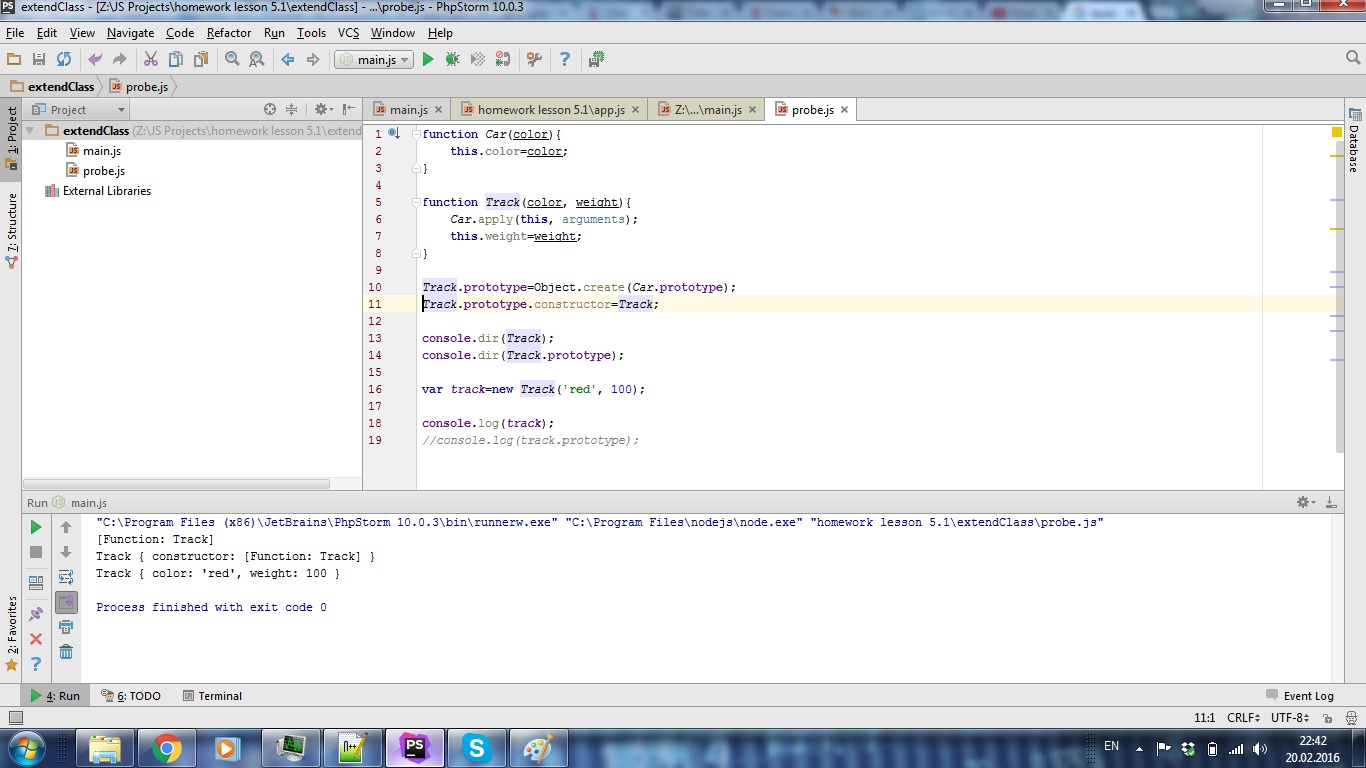 extendClass - [Z:\JS Projects\homework lesson 5.1\extendClass] - ...\probe.js - PhpStorm 10.0.3
File Edit View Navigate Code Refactor Run Tools VCS Window Help
main.js
extendClass probe.js
Project
main.js homework lesson 5.1\app.js Z:\...\main.js probe.js
1: Project
7: Structure
2: Favorites
extendClass (Z:\JS Projects\homework lesson 5.1\extend
main.js
probe.js
External Libraries
1 function Car(color){
2 this.color=color;
3 }
4
5 function Track(color, weight){
6 Car.apply(this, arguments);
7 this.weight=weight;
8 }
9
10 Track.prototype=Object.create(Car.prototype);
11 Track.prototype.constructor=Track;
12
13 console.dir(Track);
14 console.dir(Track.prototype);
15
16 var track=new Track('red', 100);
17
18 console.log(track);
19 //console.log(track.prototype);
Database
Run main.js
"C:\Program Files (x86)\JetBrains\PhpStorm 10.0.3\bin\runnerw.exe" "C:\Program Files\nodejs\node.exe" "homework lesson 5.1\extendClass\probe.js"
[Function: Track]
Track { constructor: [Function: Track] }
Track { color: 'red', weight: 100 }
Process finished with exit code 0
4: Run 6: TODO Terminal Event Log
11:1 CRLF UTF-8
EN 22:42
20.02.2016